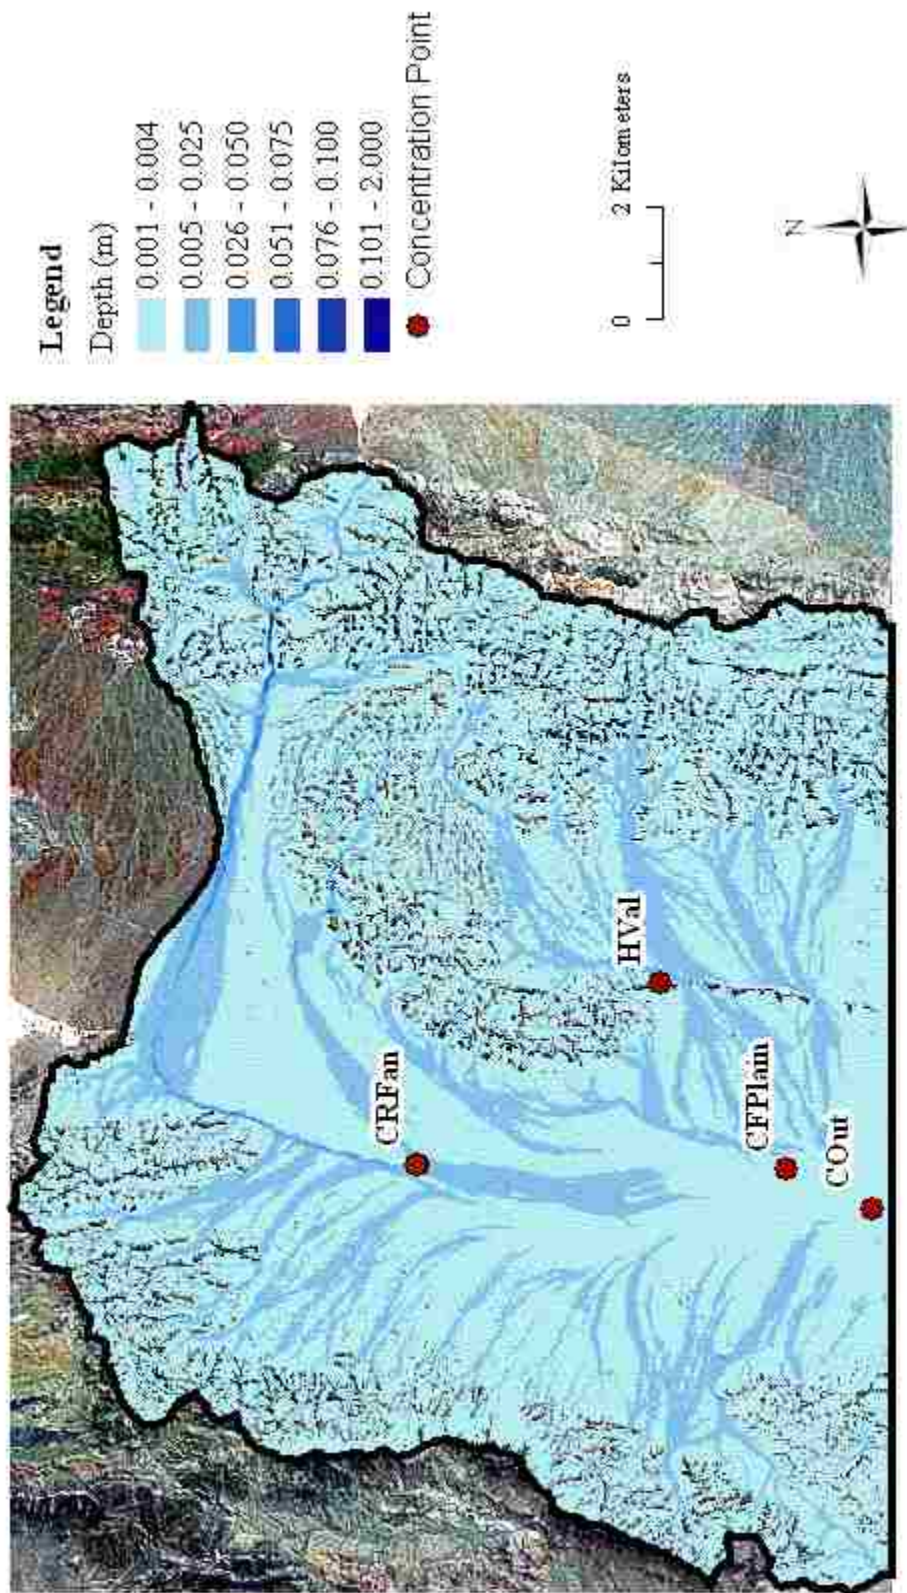 Legend
Depth (m)
0.001 - 0.004
0.005 - 0.025
0.026 - 0.050
0.051 - 0.075
0.076 - 0.100
0.101 - 2.000
Concentration Point
0 2 Kilometers
N
CRFan
HVal
CFPlain
COut